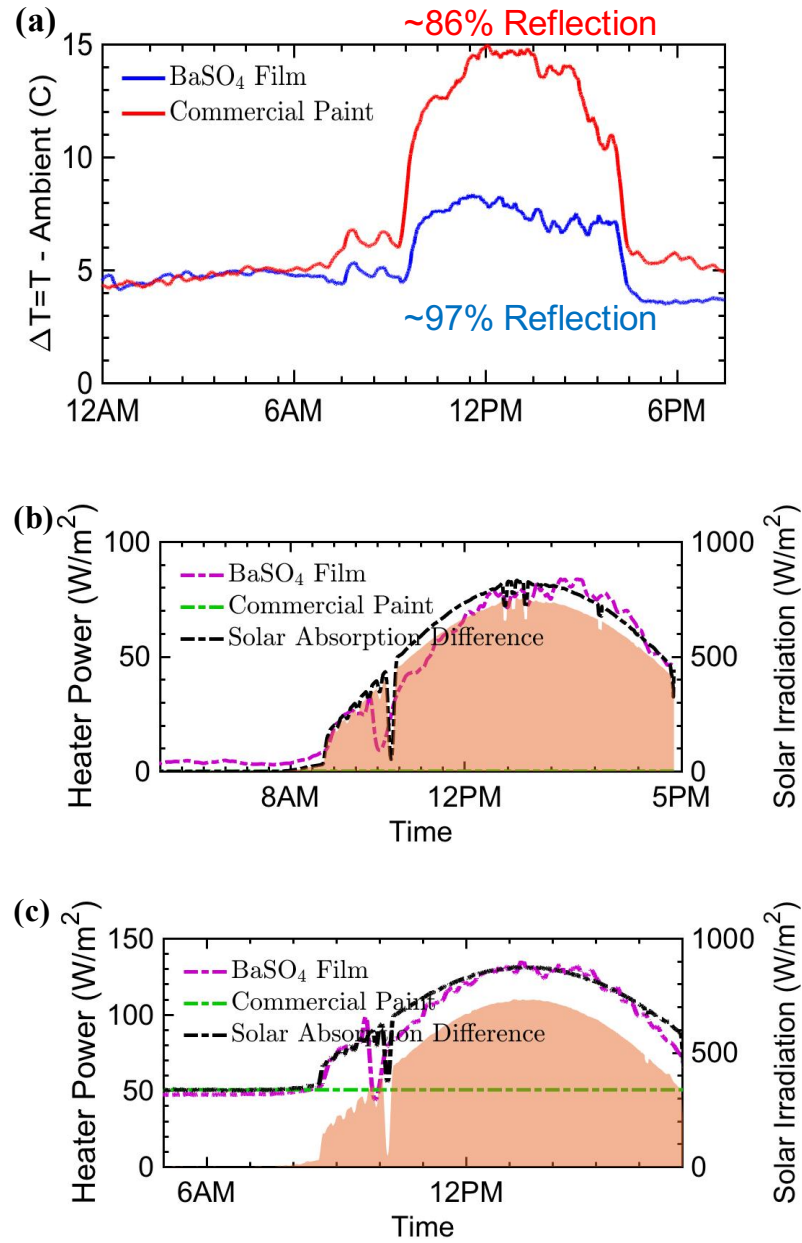 (a)
~86% Reflection
15
BaSO₄ Film
Commercial Paint
10
ΔT=T - Ambient (C)
5
~97% Reflection
0
12AM 6AM 12PM 6PM
(b)
100
BaSO₄ Film
Commercial Paint
Solar Absorption Difference
50
0
Heater Power (W/m²)
1000
500
0
Solar Irradiation (W/m²)
8AM 12PM 5PM
Time
(c)
150
BaSO₄ Film
Commercial Paint
Solar Absorption Difference
100
50
0
Heater Power (W/m²)
1000
500
0
Solar Irradiation (W/m²)
6AM 12PM
Time